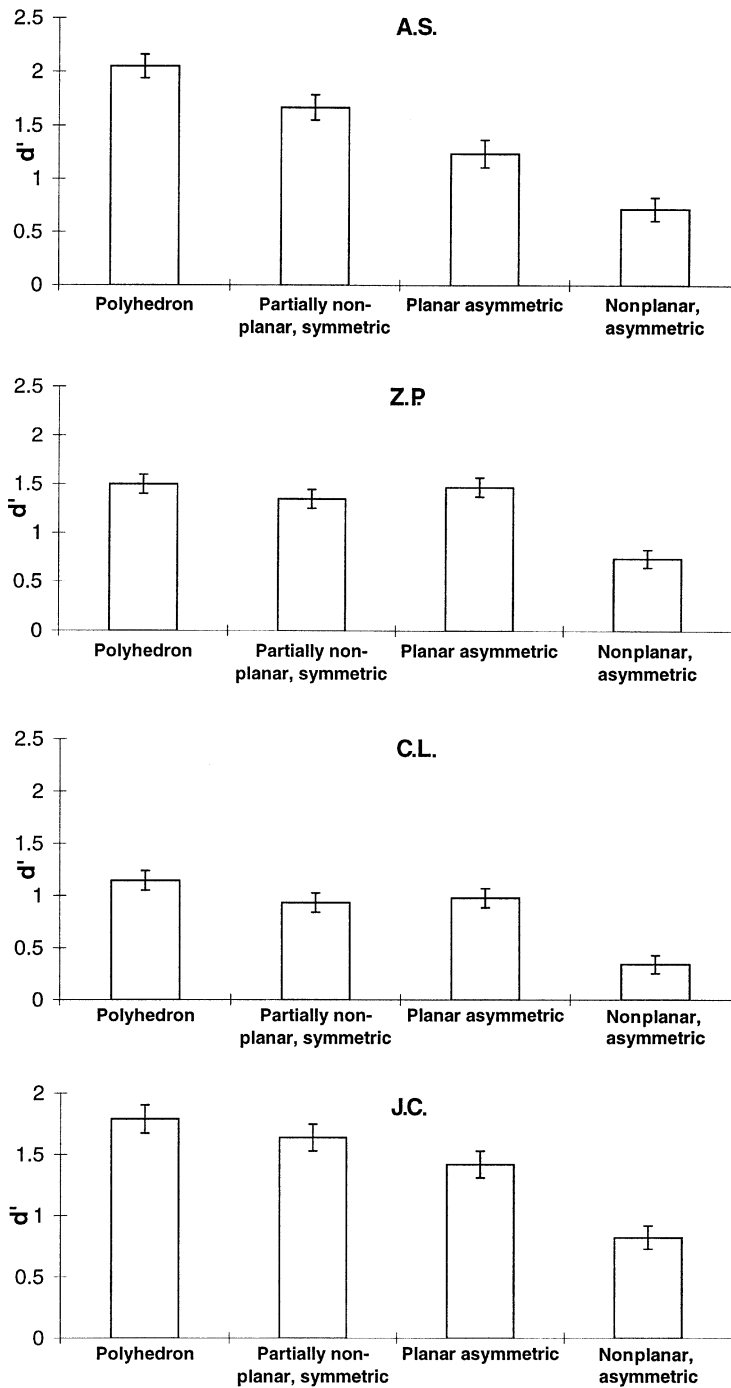 A.S.
2.5
2
1.5
1
0.5
0
d'
Polyhedron
Partially non-
planar, symmetric
Planar asymmetric
Nonplanar,
asymmetric
Z.P.
2.5
2
1.5
1
0.5
0
d'
Polyhedron
Partially non-
planar, symmetric
Planar asymmetric
Nonplanar,
asymmetric
C.L.
2.5
2
1.5
1
0.5
0
d'
Polyhedron
Partially non-
planar, symmetric
Planar asymmetric
Nonplanar,
asymmetric
J.C.
2
1.5
1
0.5
0
d'
Polyhedron
Partially non-
planar, symmetric
Planar asymmetric
Nonplanar,
asymmetric